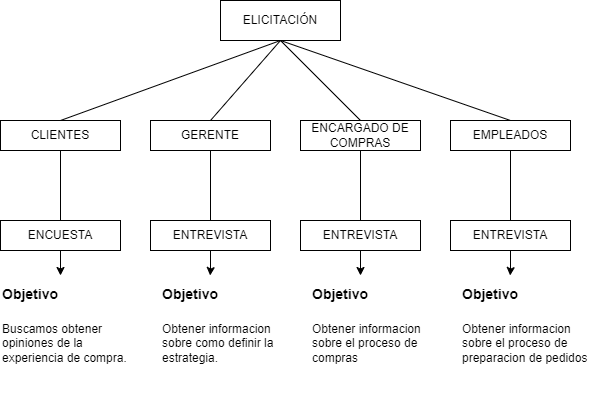 ELICITACIÓN
CLIENTES
GERENTE
ENCARGADO DE
COMPRAS
EMPLEADOS
ENCUESTA
ENTREVISTA
ENTREVISTA
ENTREVISTA
Objetivo
Buscamos obtener
opiniones de la
experiencia de compra.
Objetivo
Obtener informacion
sobre como definir la
estrategia.
Objetivo
Obtener informacion
sobre el proceso de
compras
Objetivo
Obtener informacion
sobre el proceso de
preparacion de pedidos